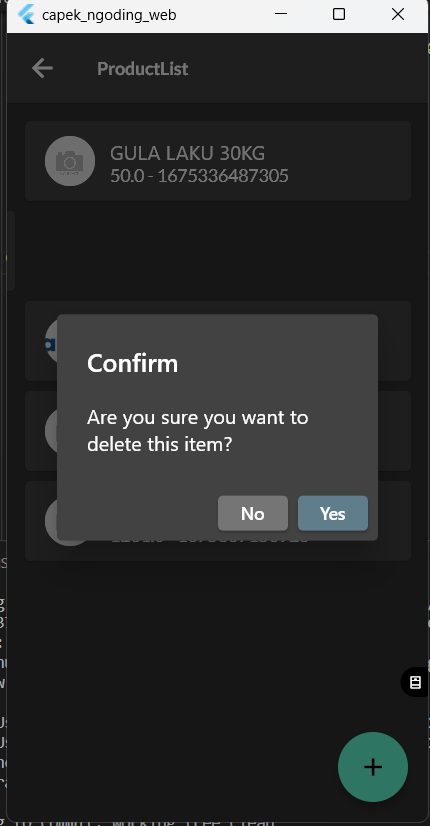 capek_ngoding_web
ProductList
GULA LAKU 30KG
50.0 - 1675336487305
Confirm
Are you sure you want to
delete this item?
No
Yes